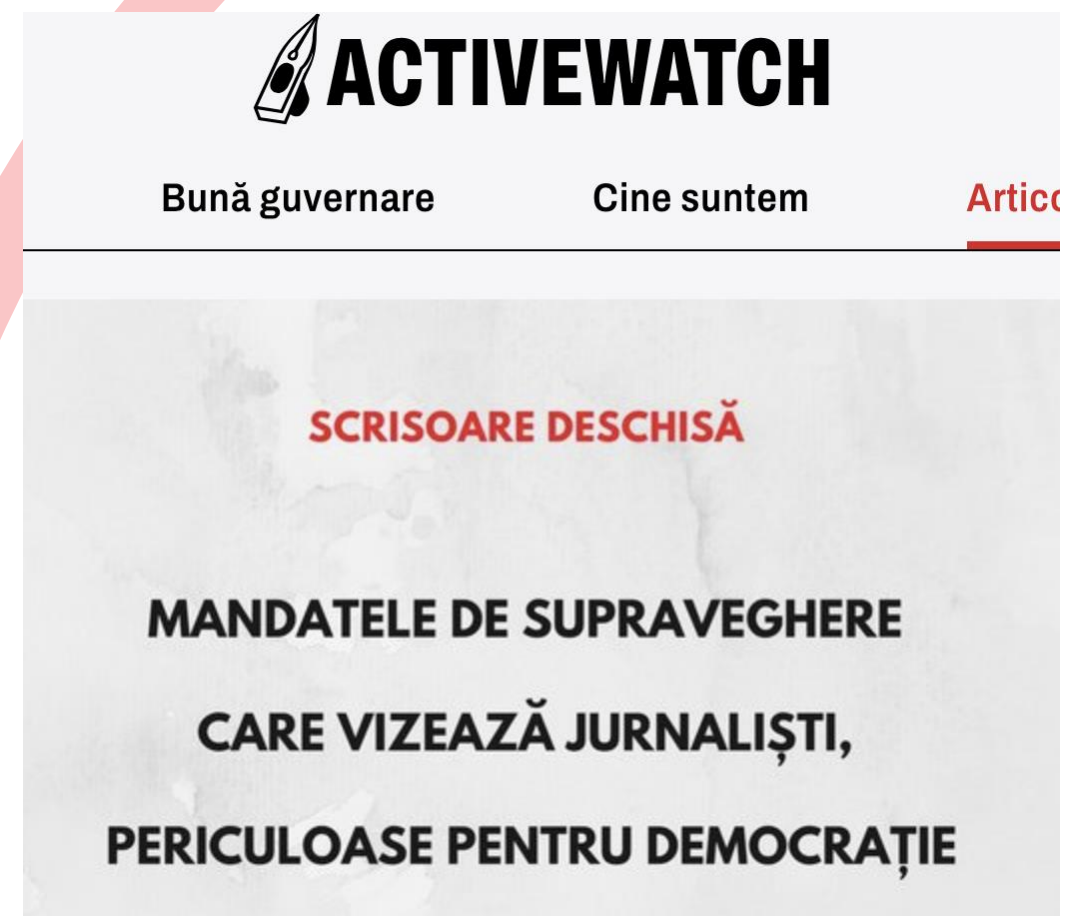 ACTIVEWATCH
Bună guvernare Cine suntem
SCRISOARE DESCHISĂ
MANDATELE DE SUPRAVEGHERE
CARE VIZEAZĂ JURNALIȘTI,
PERICULOASE PENTRU DEMOCRAȚIE